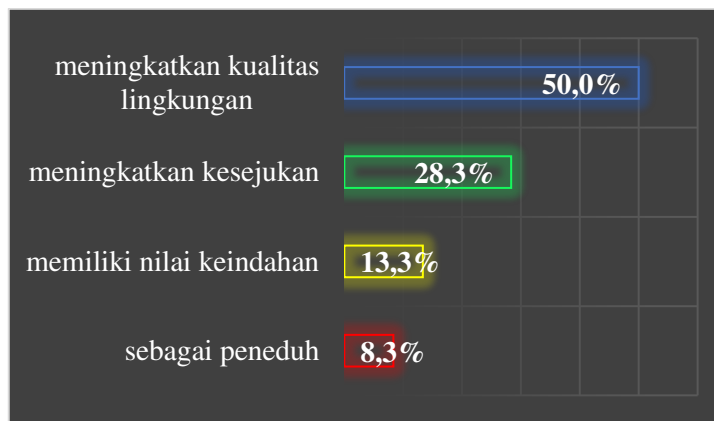 meningkatkan kualitas
lingkungan
50,0%
meningkatkan kesejukan
28,3%
memiliki nilai keindahan
13,3%
sebagai peneduh
8,3%